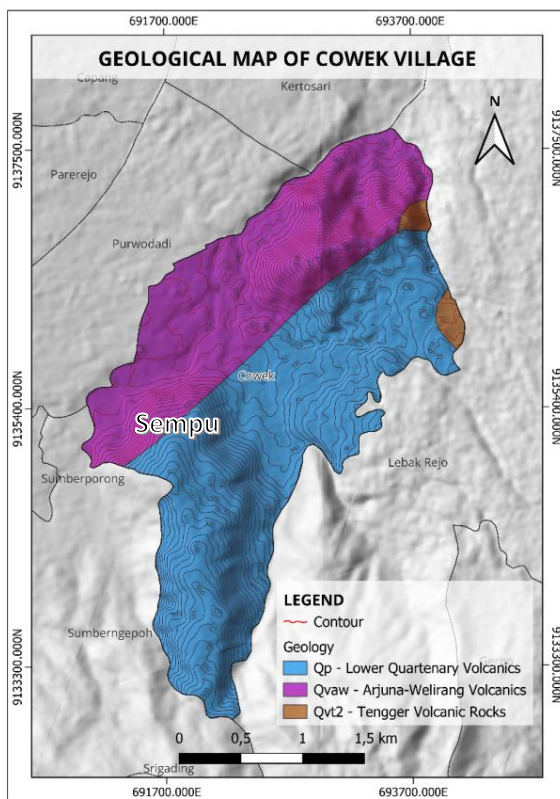 691700.000E
693700.000E
GEOLOGICAL MAP OF COWEK VILLAGE
Capang
Kertosari
N
9137500.000N
9137500.000N
Parerejo
Purwodadi
Cowek
9135400.000N
9135400.000N
Sempu
Lebak Rejo
Sumberporong
LEGEND
Contour
Geology
Sumberngepoh
Qp - Lower Quartenary Volcanics
9133300.000N
9133300.000N
Qvaw - Arjuna-Welirang Volcanics
Qvt2 - Tengger Volcanic Rocks
0
0,5
1
1,5 km
Srigading
691700.000E
693700.000E